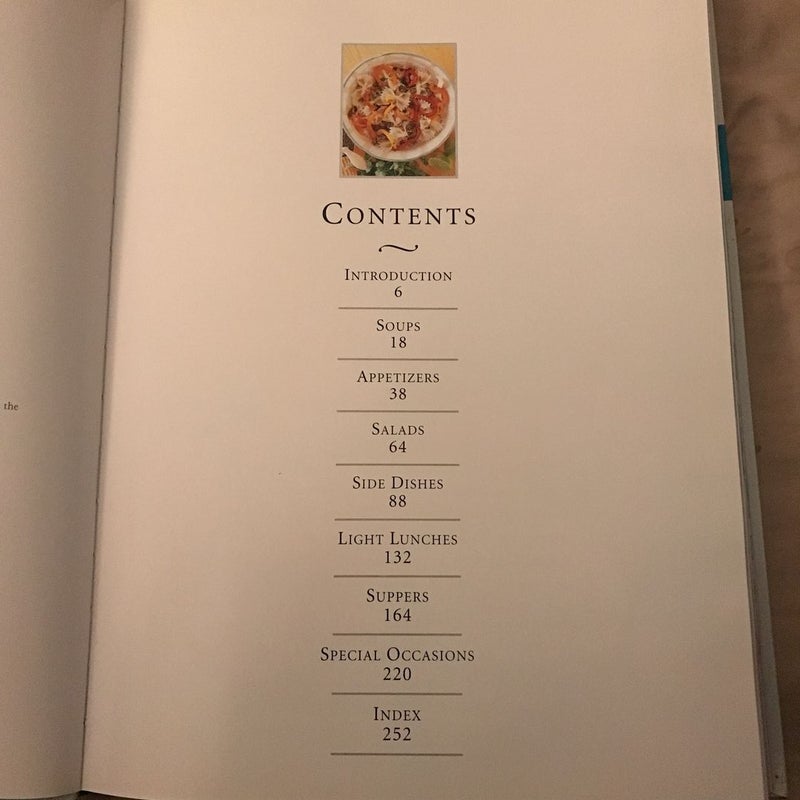 the
CONTENTS
INTRODUCTION
6
SOUPS
18
APPETIZERS
38
SALADS
64
SIDE DISHES
88
LIGHT LUNCHES
132
SUPPERS
164
SPECIAL OCCASIONS
220
INDEX
252